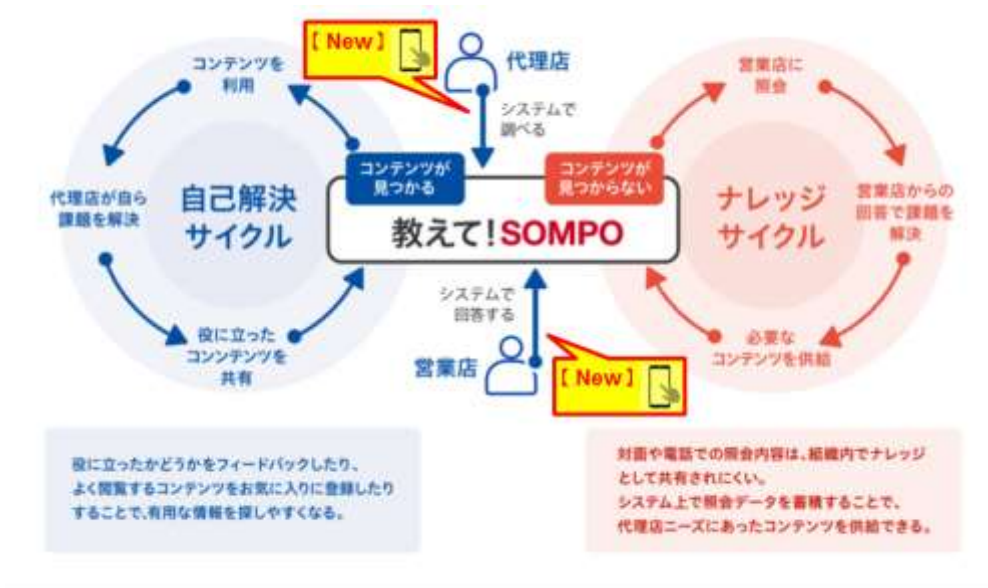 【 New 】
代理店
コンテンツを
利用
システムで
調べる
営業店に
照会
コンテンツが
見つかる
コンテンツが
見つからない
代理店が自ら
課題を解決
自己解決
サイクル
教えて!SOMPO
ナレッジ
サイクル
営業店からの
回答で課題を
解決
システムで
回答する
役に立った
コンンテンツを
共有
営業店
【 New 】
必要な
コンテンツを供給
役に立ったかどうかをフィードバックしたり、
よく閲覧するコンテンツをお気に入りに登録したり
することで、有用な情報を探しやすくなる。
対面や電話での照会内容は、組織内でナレッジ
として共有されにくい。
システム上で照会データを蓄積することで、
代理店ニーズにあったコンテンツを供給できる。